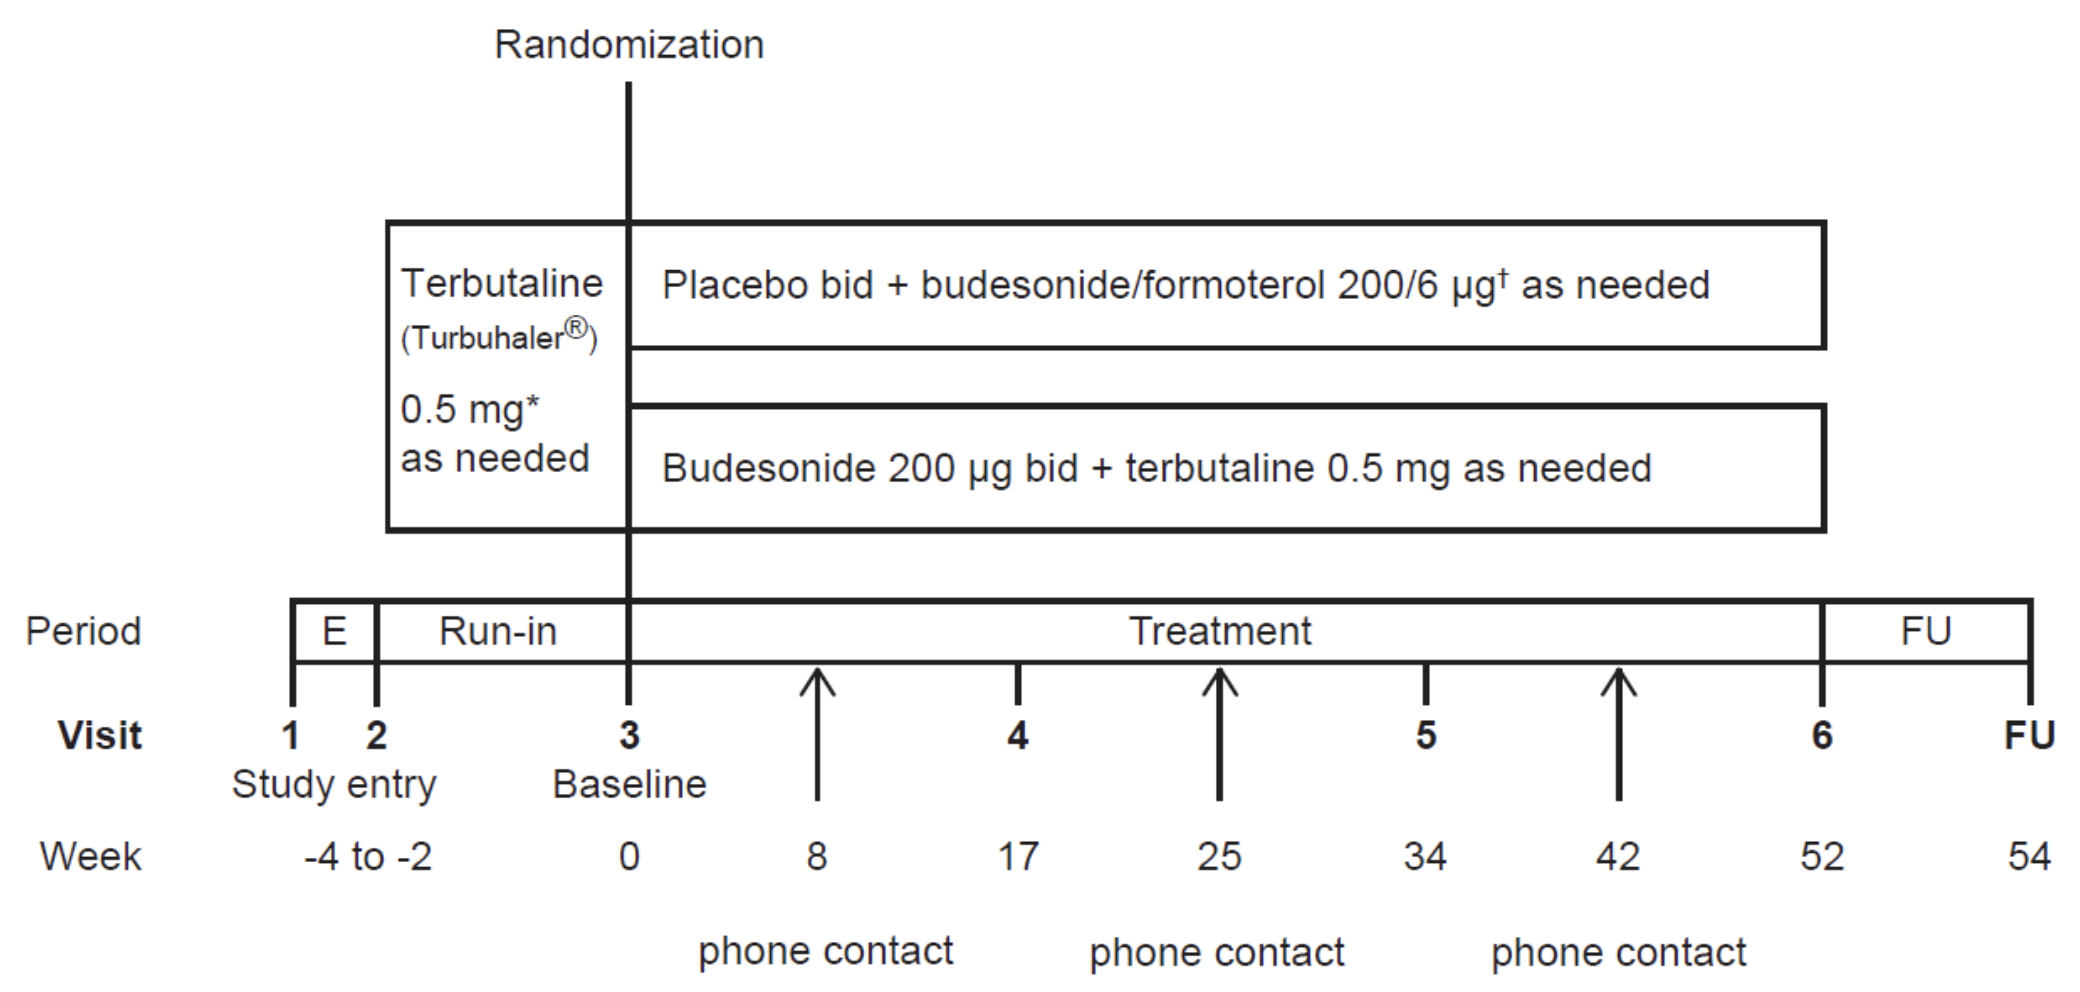 Randomization
Terbutaline
(Turbuhaler®)
0.5 mg*
as needed
Placebo bid + budesonide/formoterol 200/6 µg† as needed
Budesonide 200 µg bid + terbutaline 0.5 mg as needed
Period E Run-in Treatment FU
Visit 1 2 3 4 5 6 FU
Study entry Baseline
Week -4 to -2 0 8 17 25 34 42 52 54
phone contact phone contact phone contact